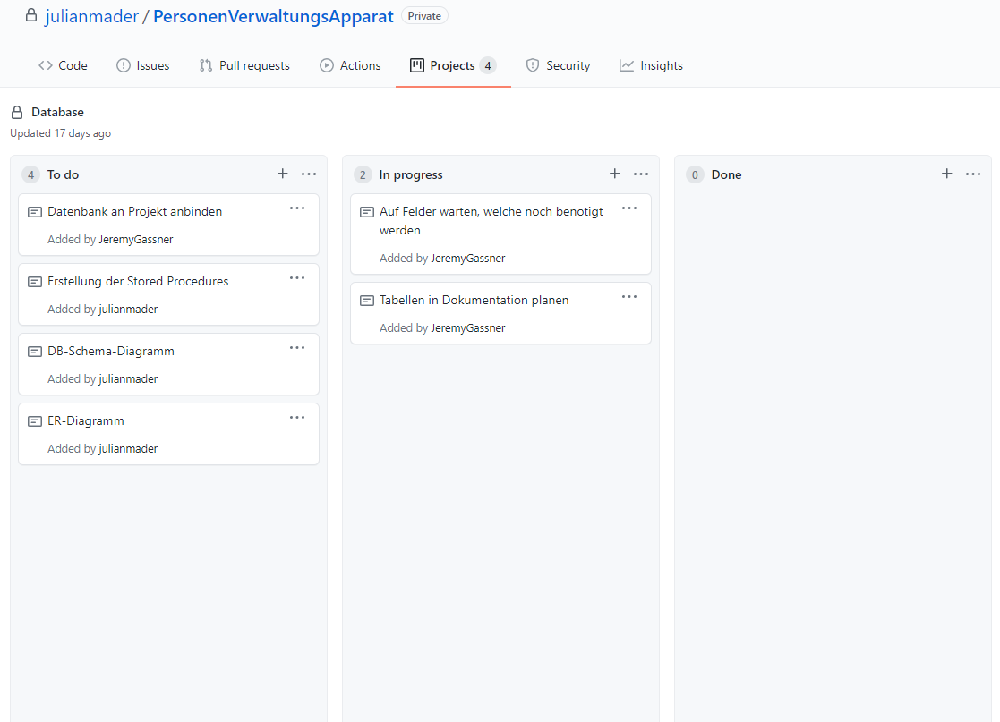 julianmader / PersonenVerwaltungsApparat Private
Code Issues Pull requests Actions Projects 4 Security Insights
Database
Updated 17 days ago
4 To do
Datenbank an Projekt anbinden
Added by JeremyGassner
Erstellung der Stored Procedures
Added by julianmader
DB-Schema-Diagramm
Added by julianmader
ER-Diagramm
Added by julianmader
2 In progress
Auf Felder warten, welche noch benötigt
werden
Added by JeremyGassner
Tabellen in Dokumentation planen
Added by JeremyGassner
0 Done